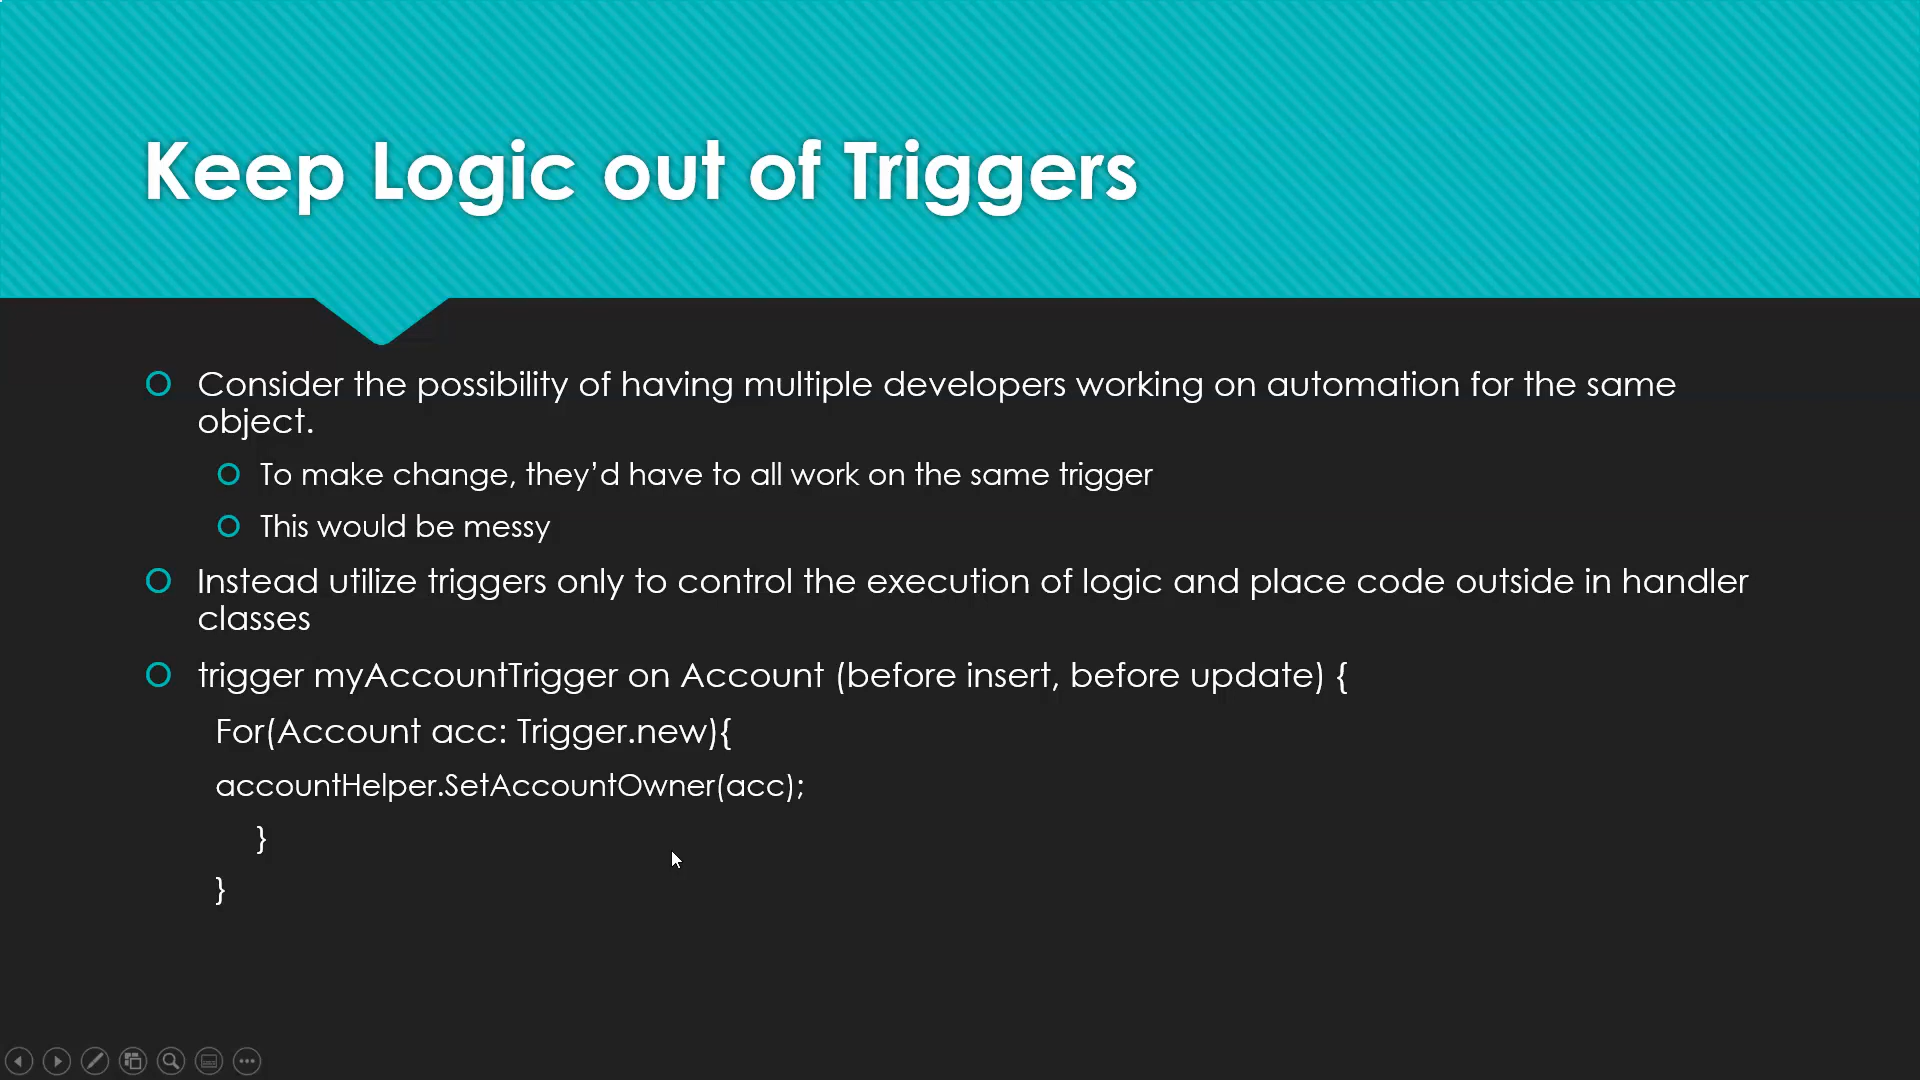 Keep Logic out of Triggers
Consider the possibility of having multiple developers working on automation for the same
object.
To make change, they’d have to all work on the same trigger
This would be messy
Instead utilize triggers only to control the execution of logic and place code outside in handler
classes
trigger myAccountTrigger on Account (before insert, before update) {
For(Account acc: Trigger.new){
accountHelper.SetAccountOwner(acc);
}
}